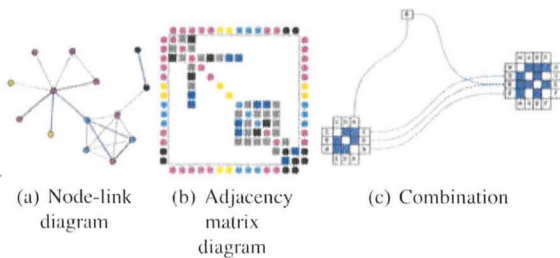 (a) Node-link
diagram
(b) Adjacency
matrix
diagram
(c) Combination